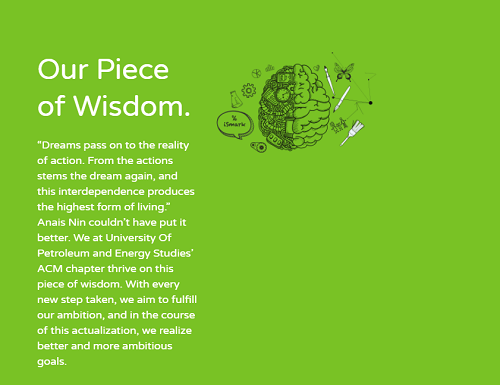 Our Piece
of Wisdom.
"Dreams pass on to the reality
of action. From the actions
stems the dream again, and
this interdependence produces
the highest form of living."
Anais Nin couldn't have put it
better. We at University Of
Petroleum and Energy Studies'
ACM chapter thrive on this
piece of wisdom. With every
new step taken, we aim to fulfill
our ambition, and in the course
of this actualization, we realize
better and more ambitious
goals.